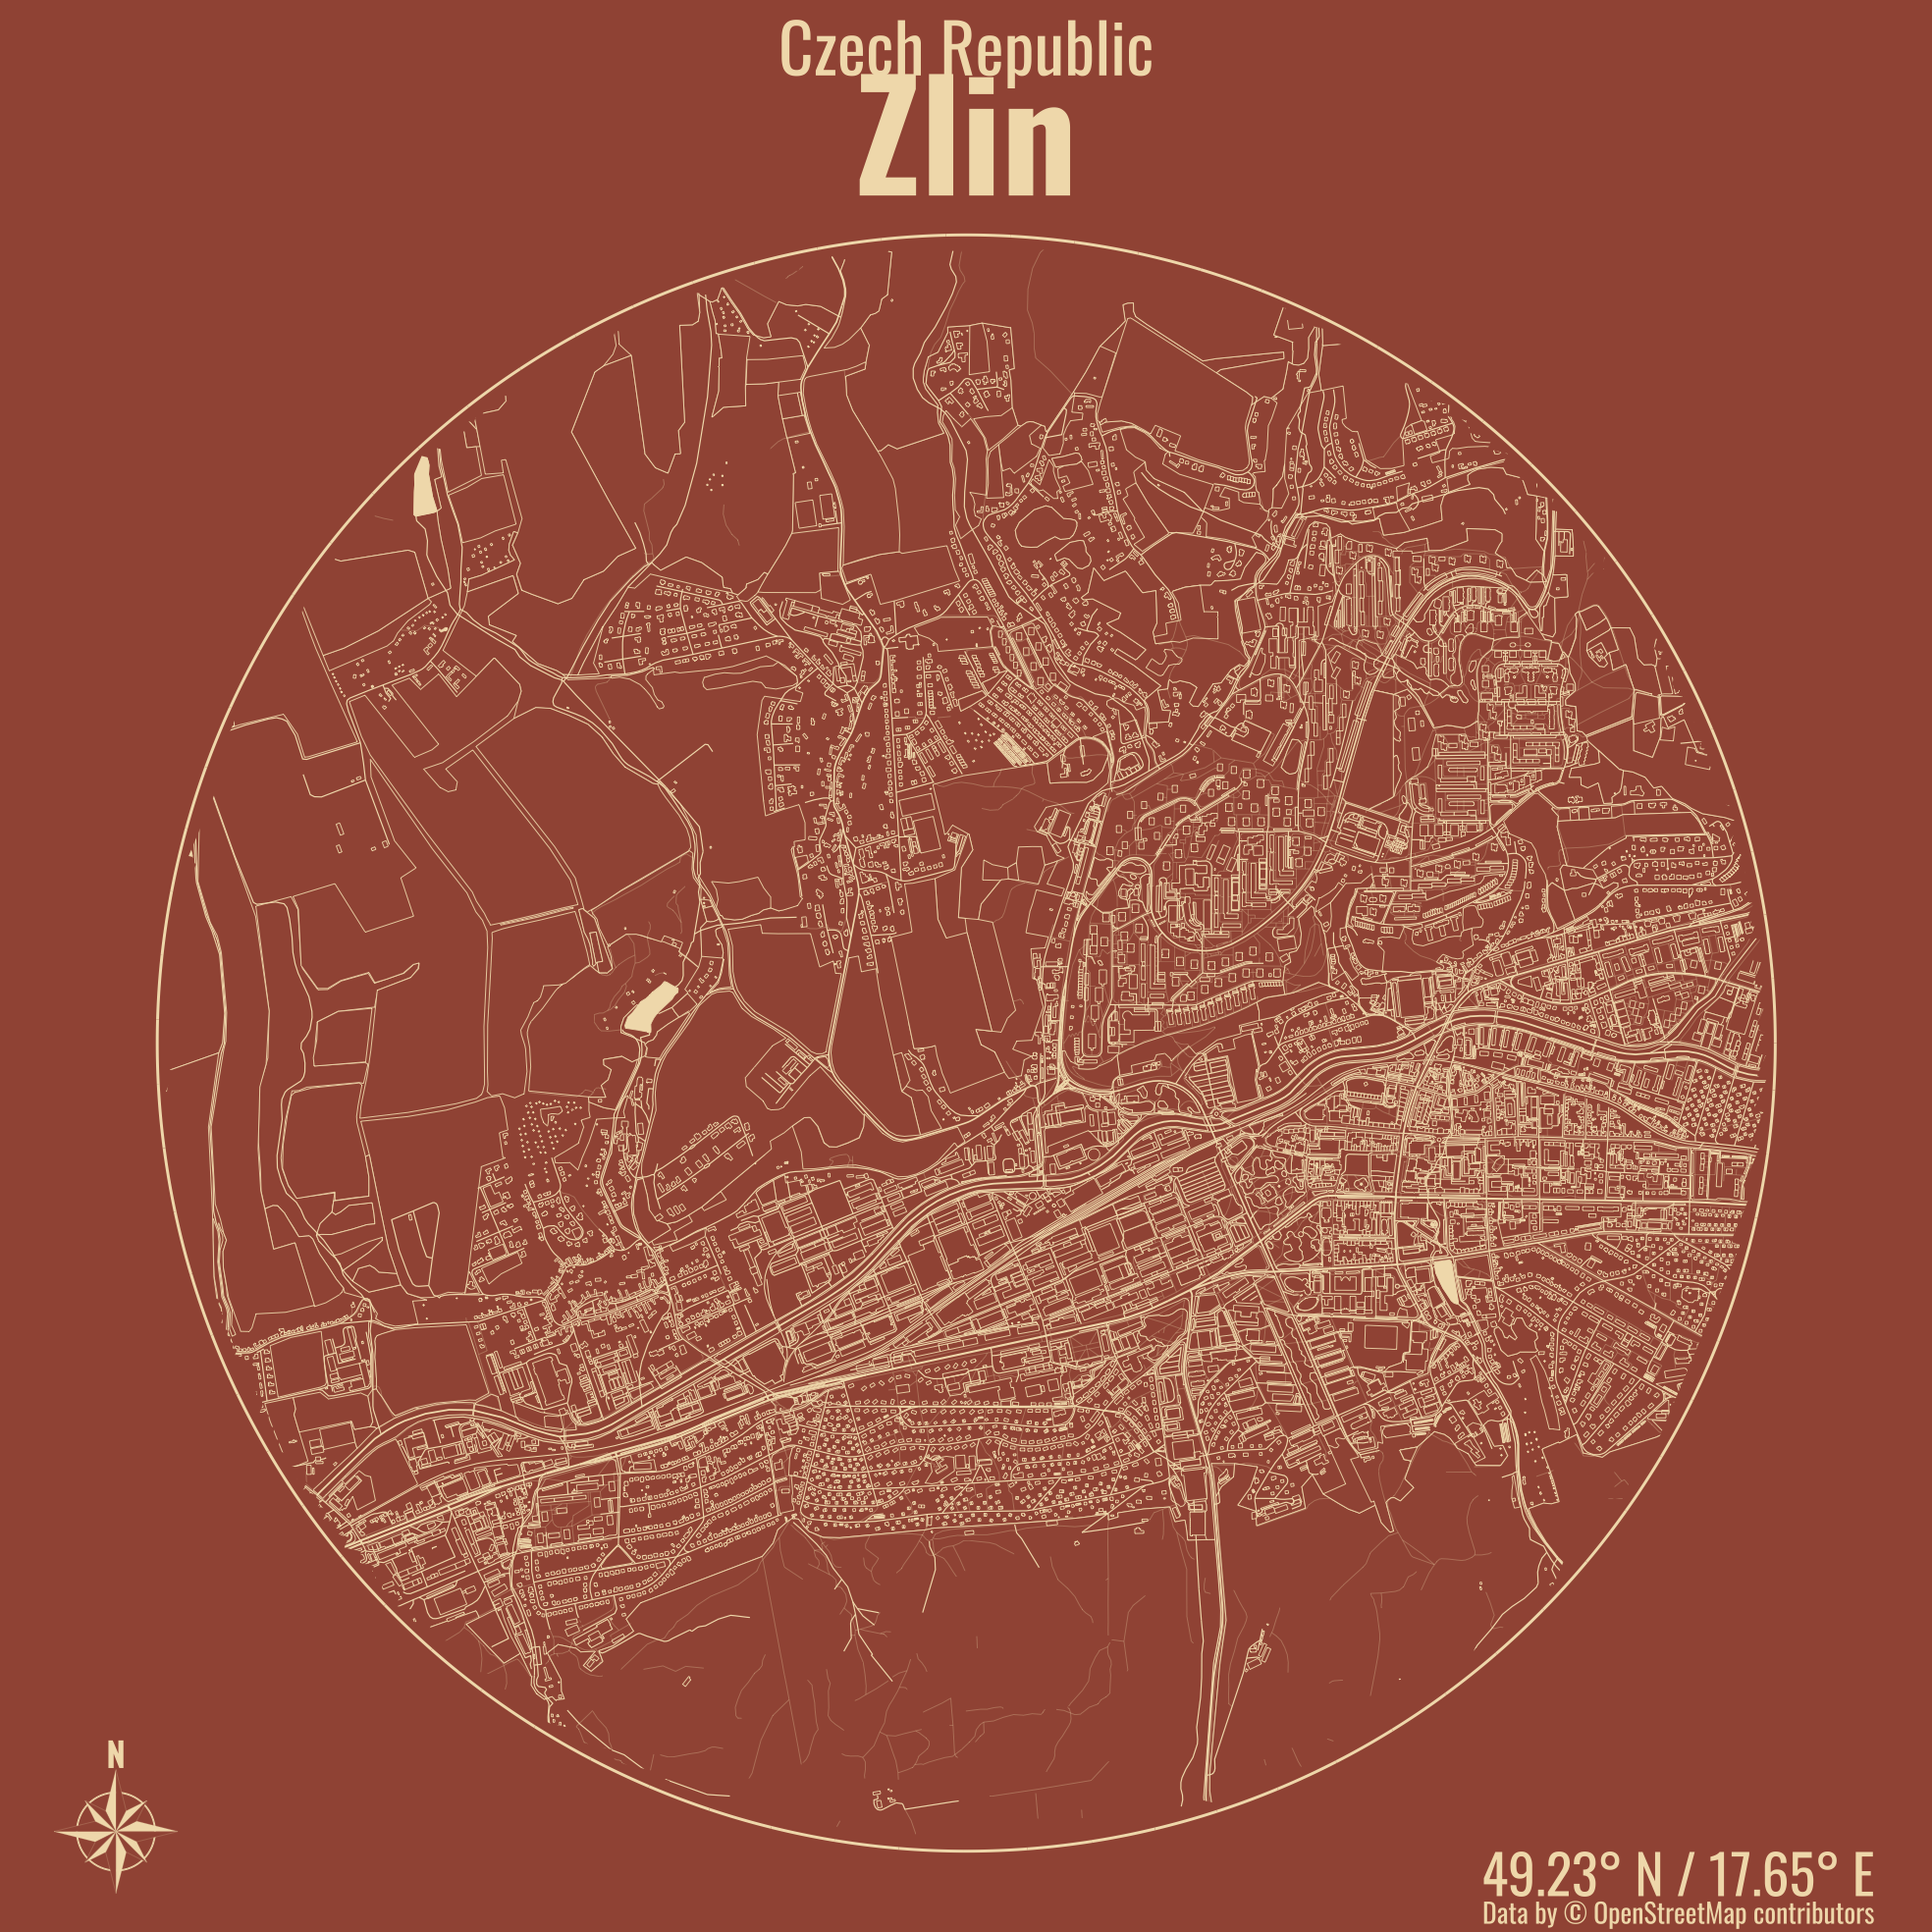 Czech Republic
Zlin
N
49.23° N / 17.65° E
Data by © OpenStreetMap contributors